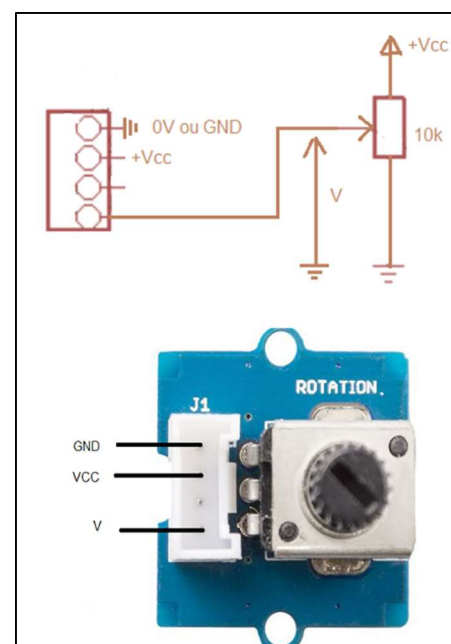 +Vcc
0V ou GND
+Vcc
10k
V
ROTATION.
J1
GND
VCC
V